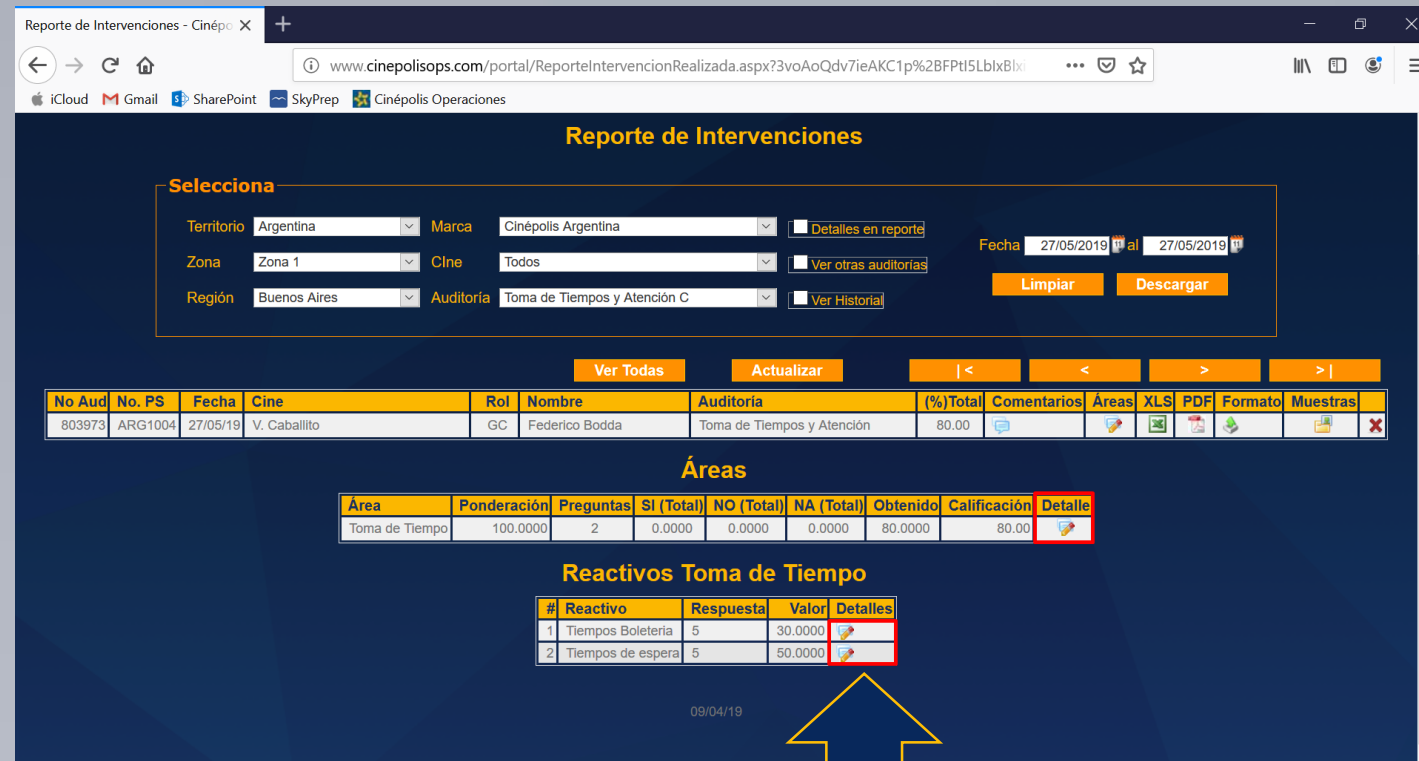 Reporte de Intervenciones - Cinépo
www.cinepolisops.com/portal/ReporteIntervencionRealizada.aspx?3voAoQdv7ieAKC1p%2BFPtI5LbIxBIxi
iCloud Gmail SharePoint SkyPrep Cinépolis Operaciones
Reporte de Intervenciones
Selecciona
Territorio Argentina Marca Cinépolis Argentina Detalles en reporte
Fecha 27/05/2019 al 27/05/2019
Zona Zona 1 CIne Todos Ver otras auditorías
Limpiar Descargar
Región Buenos Aires Auditoría Toma de Tiempos y Atención C Ver Historial
Ver Todas Actualizar |< < > >|
No Aud No. PS Fecha Cine Rol Nombre Auditoría (%)Total Comentarios Áreas XLS PDF Formato Muestras
803973 ARG1004 27/05/19 V. Caballito GC Federico Bodda Toma de Tiempos y Atención 80.00
Áreas
Área Ponderación Preguntas SI (Total) NO (Total) NA (Total) Obtenido Calificación Detalle
Toma de Tiempo 100.0000 2 0.0000 0.0000 0.0000 80.0000 80.00
Reactivos Toma de Tiempo
# Reactivo Respuesta Valor Detalles
1 Tiempos Boleteria 5 30.0000
2 Tiempos de espera 5 50.0000
09/04/19